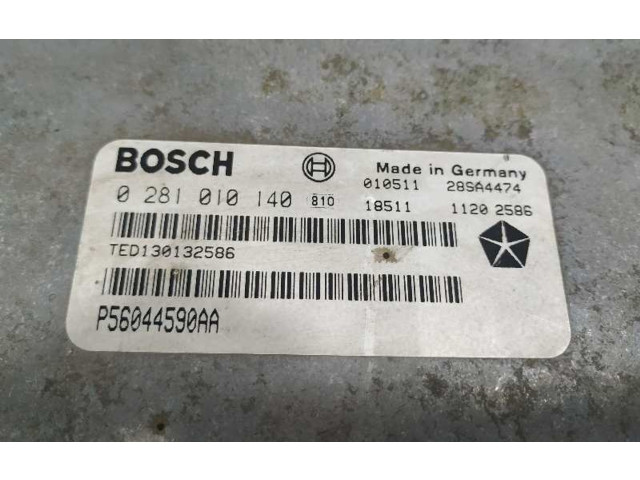 BOSCH Made in Germany
0 281 010 140 810 010511 28SA4474
18511 1120 2586
TED130132586
P56044590AA